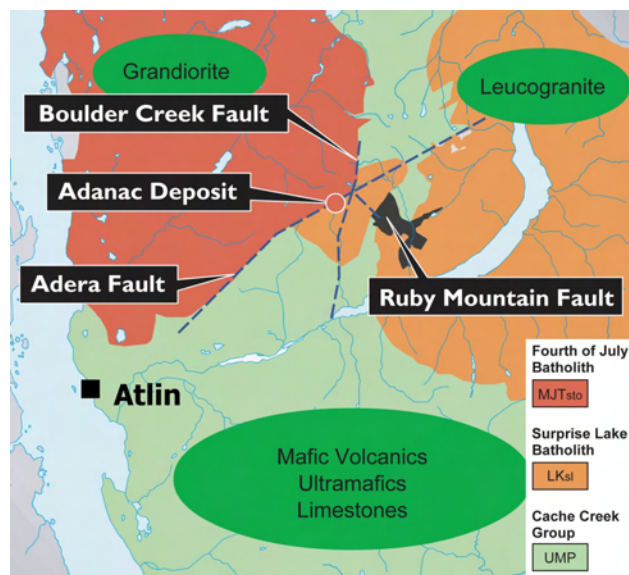 Grandiorite
Leucogranite
Boulder Creek Fault
Adanac Deposit
Adera Fault
Ruby Mountain Fault
Atlin
Mafic Volcanics
Ultramafics
Limestones
Fourth of July
Batholith
MJTsto
Surprise Lake
Batholith
LKsl
Cache Creek
Group
UMP